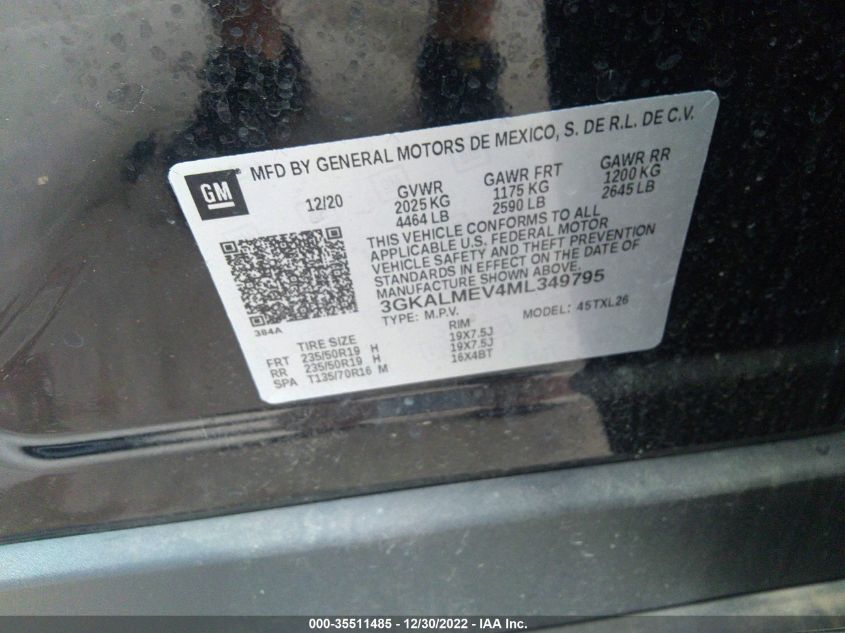 GM
MFD BY GENERAL MOTORS DE MEXICO, S. DE R.L. DE C.V.
12/20 GVWR GAWR FRT GAWR RR
2025 KG 1175 KG 1200 KG
4464 LB 2590 LB 2645 LB
THIS VEHICLE CONFORMS TO ALL
APPLICABLE U.S. FEDERAL MOTOR
VEHICLE SAFETY AND THEFT PREVENTION
STANDARDS IN EFFECT ON THE DATE OF
MANUFACTURE SHOWN ABOVE.
3GKALMEV4ML349795
TYPE: M.P.V. MODEL: 45TXL26
384A
TIRE SIZE RIM
FRT 235/50R19 H 19X7.5J
RR 235/50R19 H 19X7.5J
SPA T135/70R16 M 16X4BT
000-35511485 - 12/30/2022 - IAA Inc.